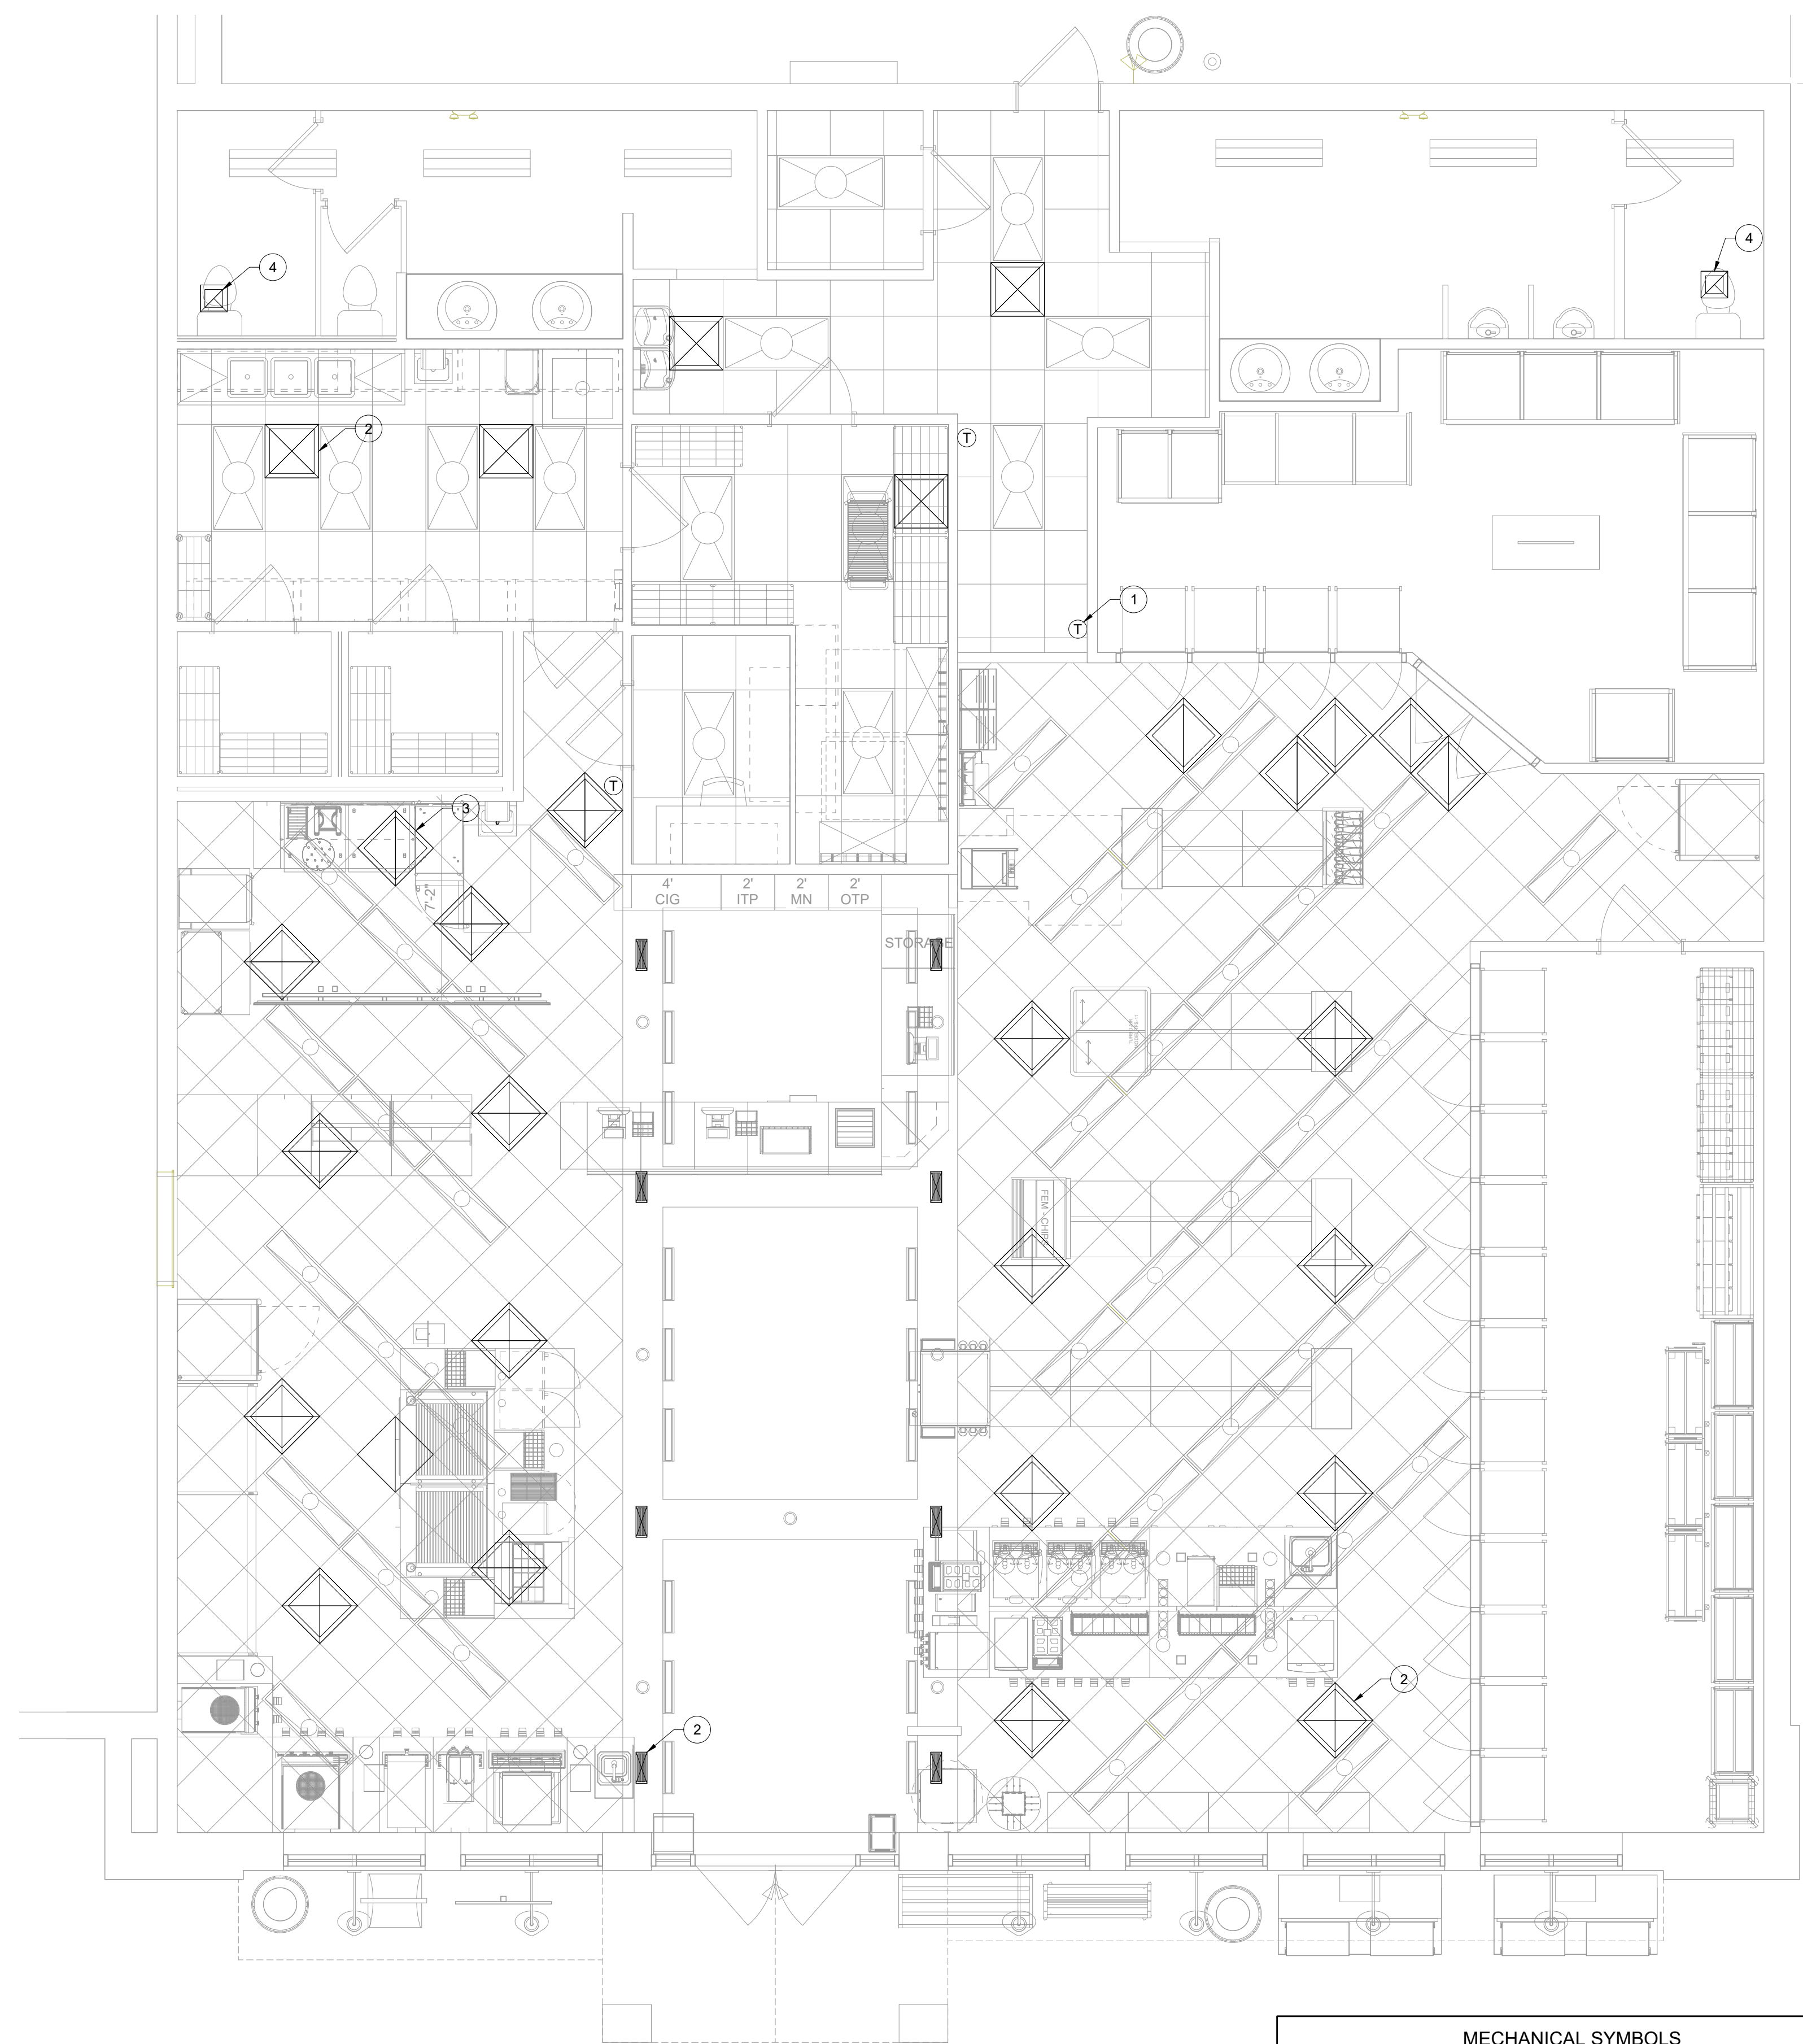 4
4
2
T
1
T
T
3
7'-2"
4' 2' 2' 2'
CIG ITP MN OTP
STORAGE
FEM - CHIPS
2
2
MECHANICAL SYMBOLS